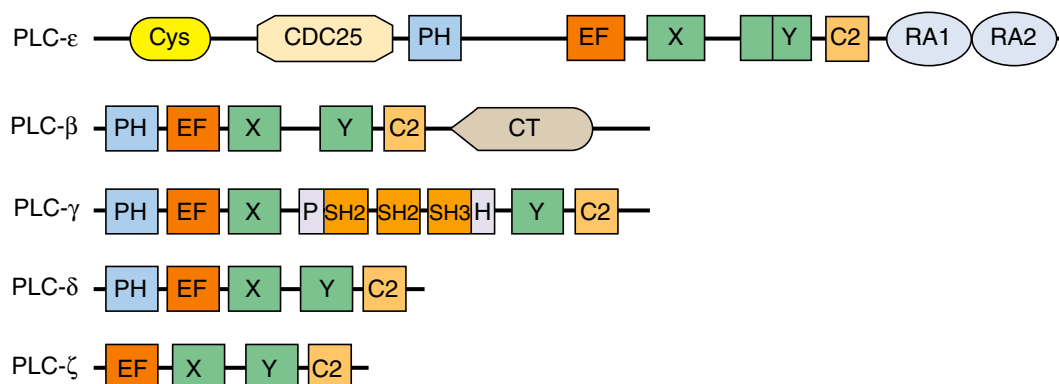 PLC-ε Cys CDC25 PH EF X Y C2 RA1 RA2
PLC-β PH EF X Y C2 CT
PLC-γ PH EF X P SH2 SH2 SH3 H Y C2
PLC-δ PH EF X Y C2
PLC-ζ EF X Y C2